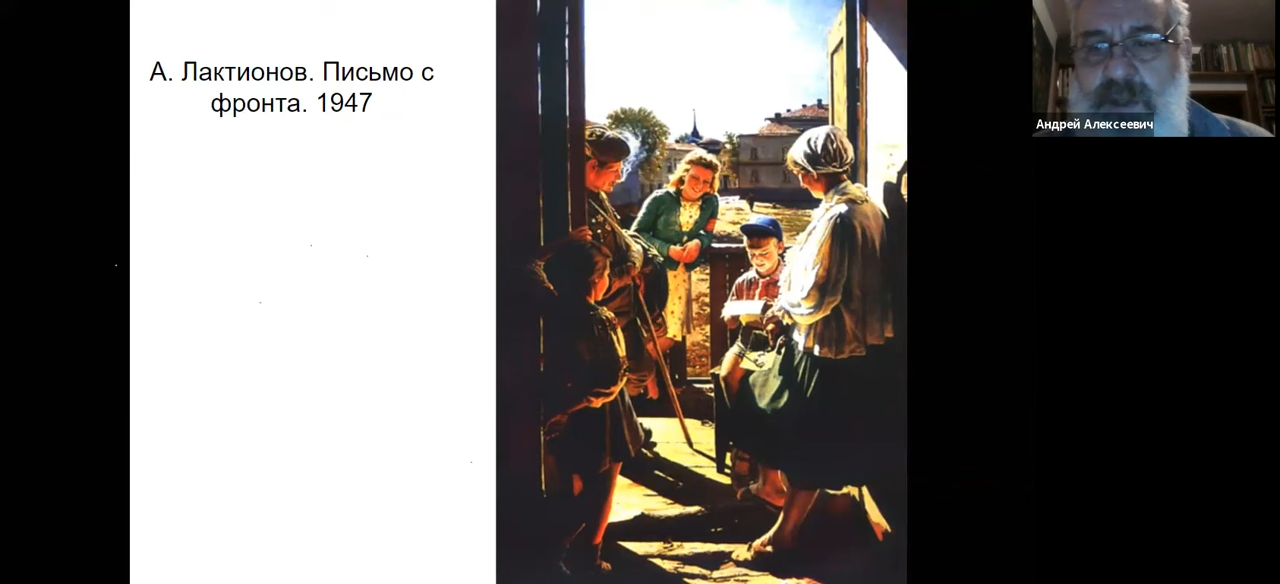 А. Лактионов. Письмо с
фронта. 1947
Андрей Алексеевич